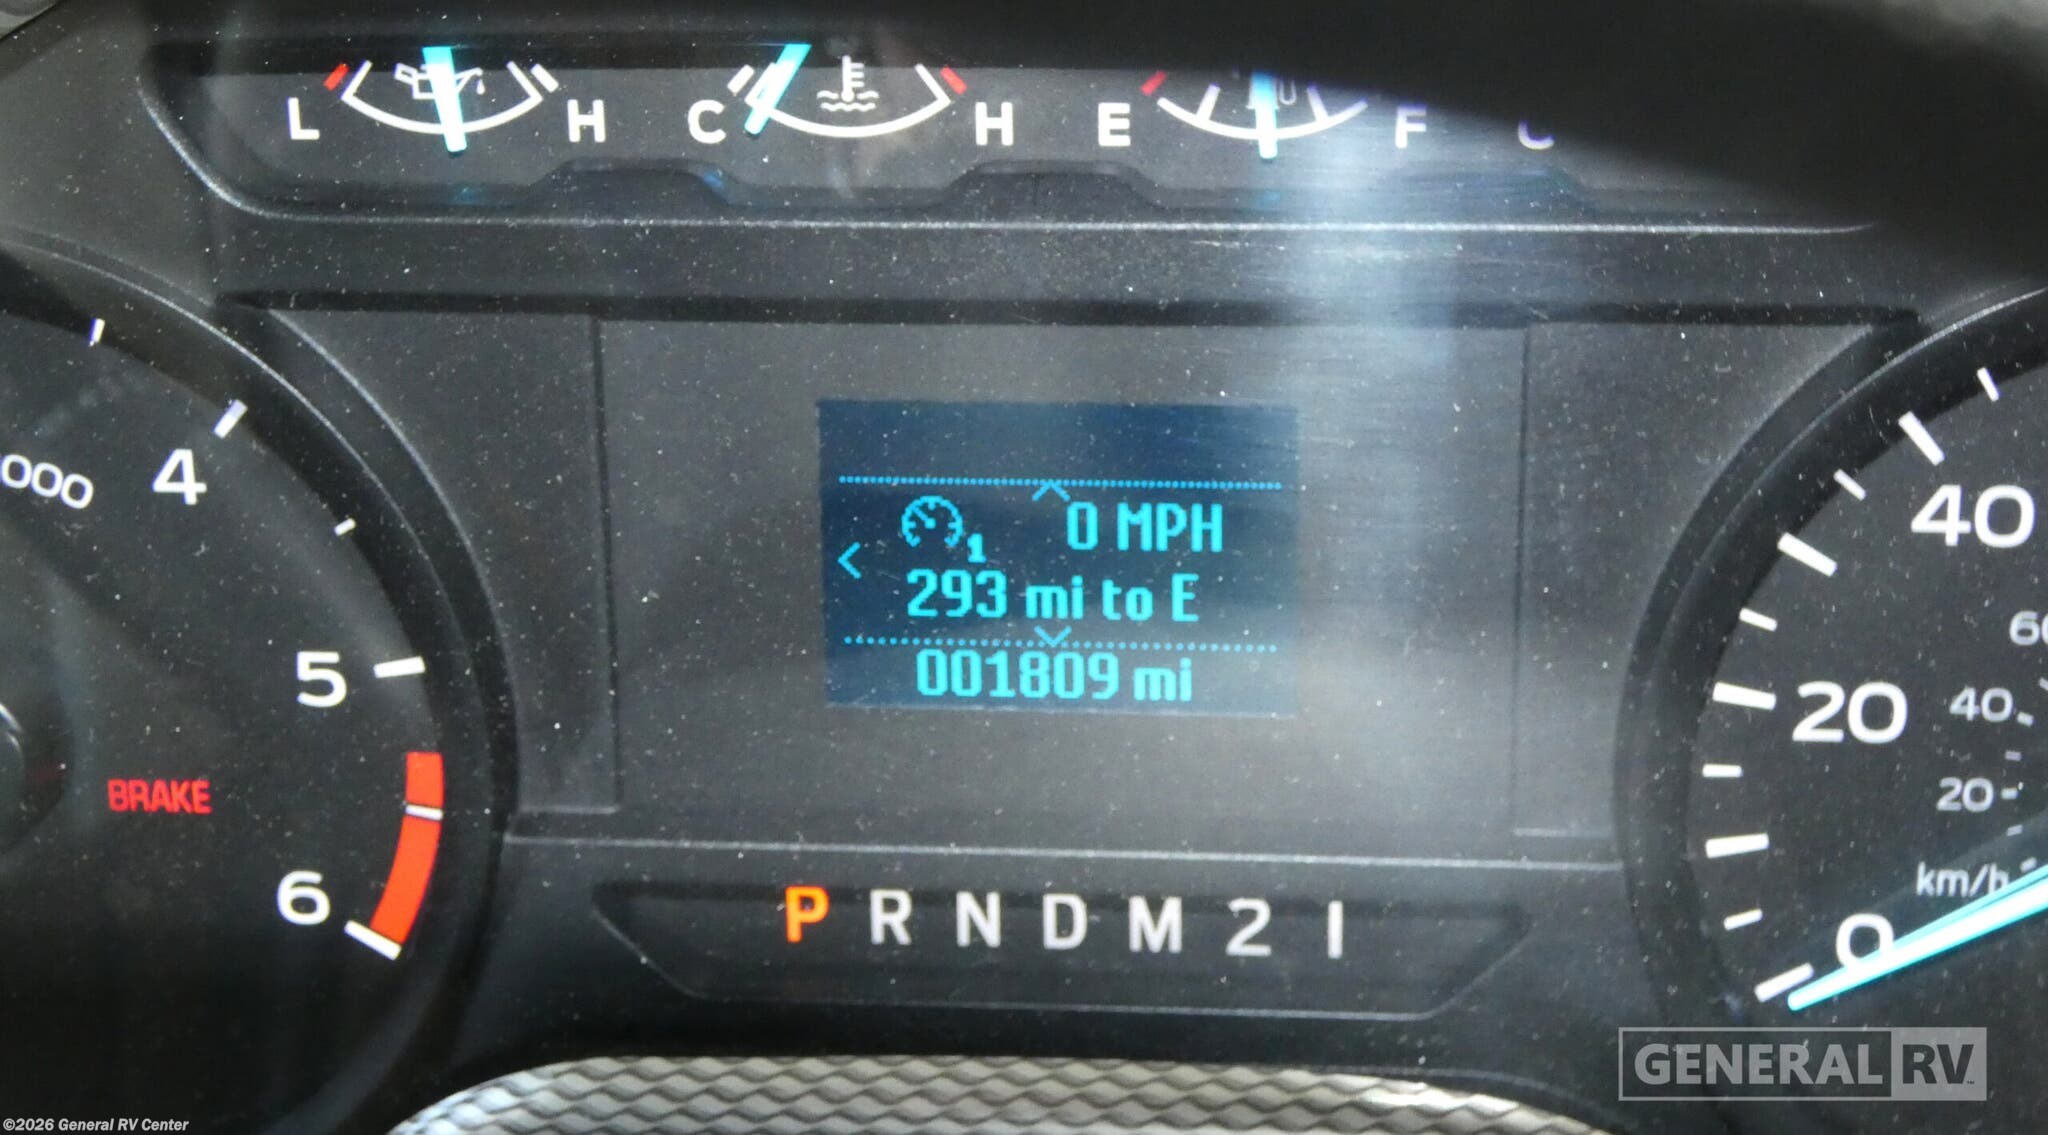 L H C H E F C
000
4
5
BRAKE
6
0 MPH
1
293 mi to E
001809 mi
P R N D M 2 1
40
20
0
40
20
km/h
GENERAL RV
©2026 General RV Center